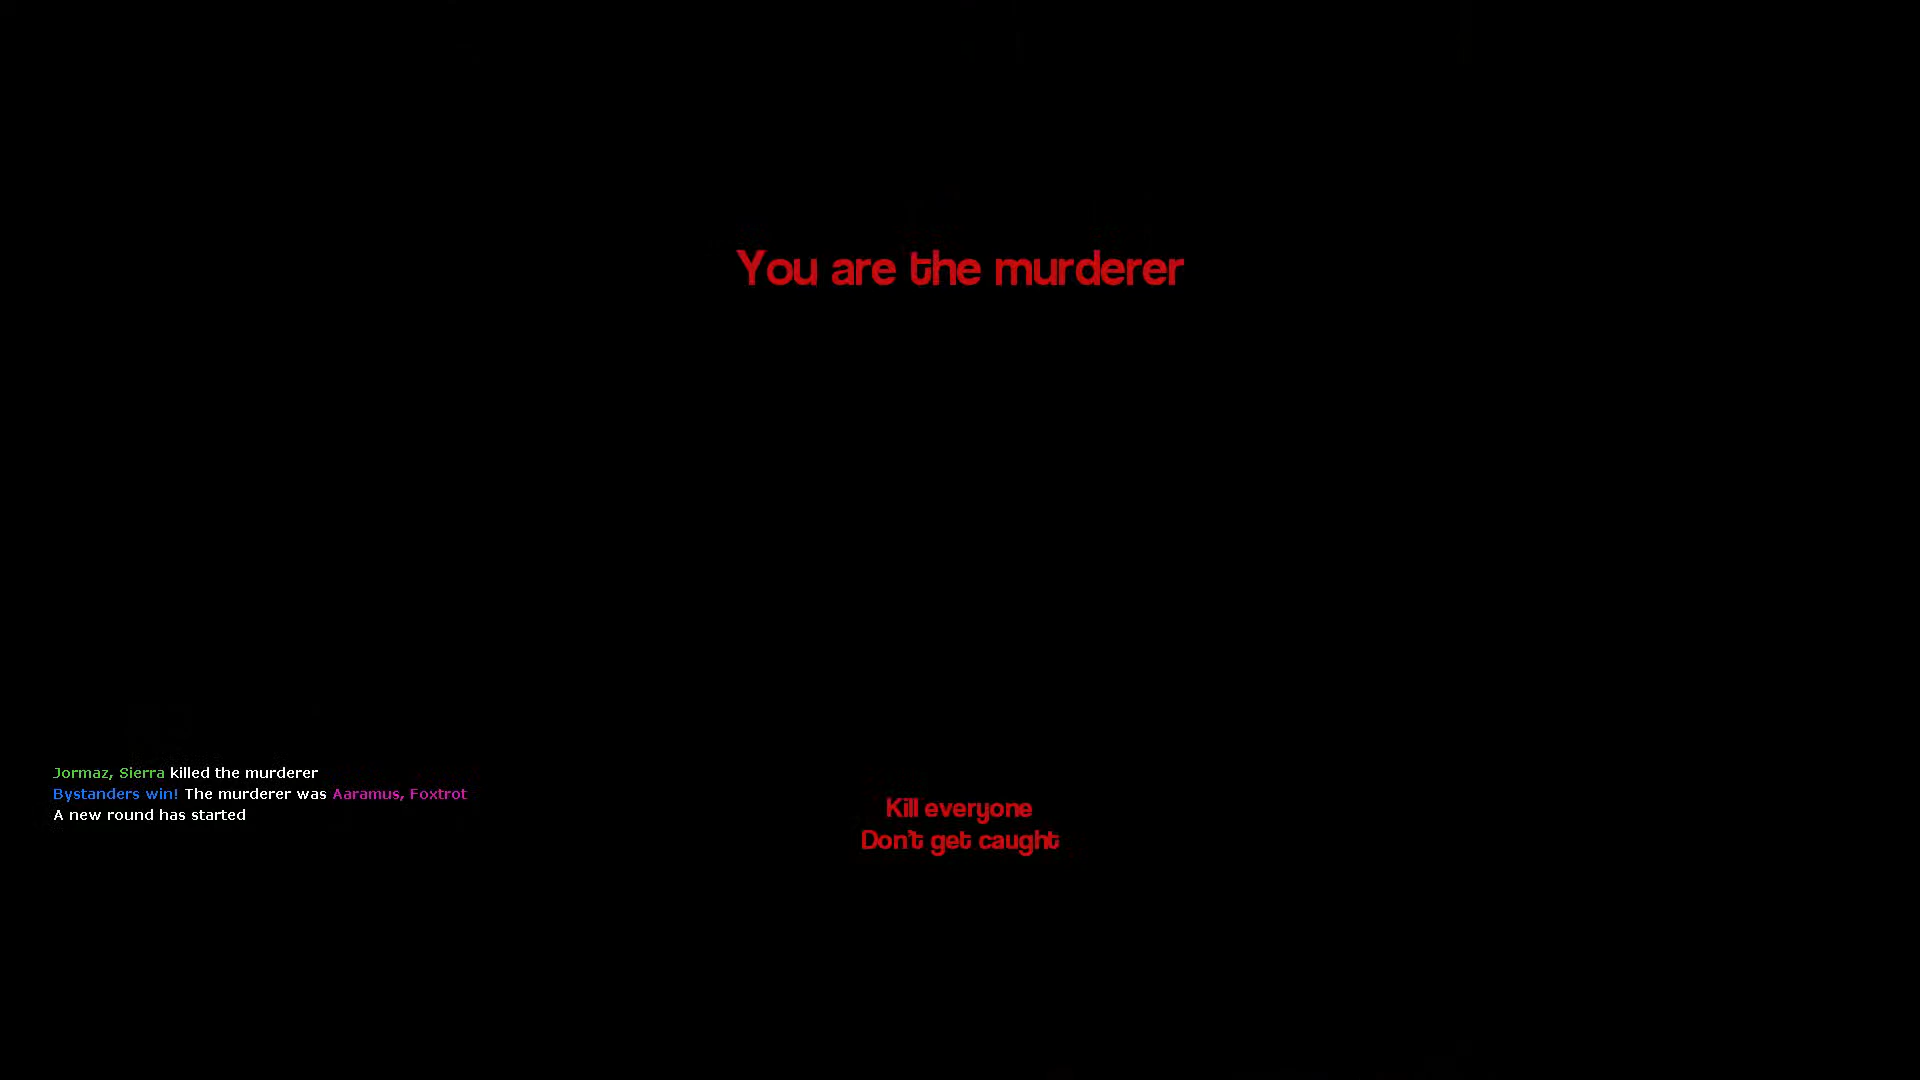 You are the murderer
Jormaz, Sierra killed the murderer
Bystanders win! The murderer was Aaramus, Foxtrot
A new round has started
Kill everyone
Don't get caught